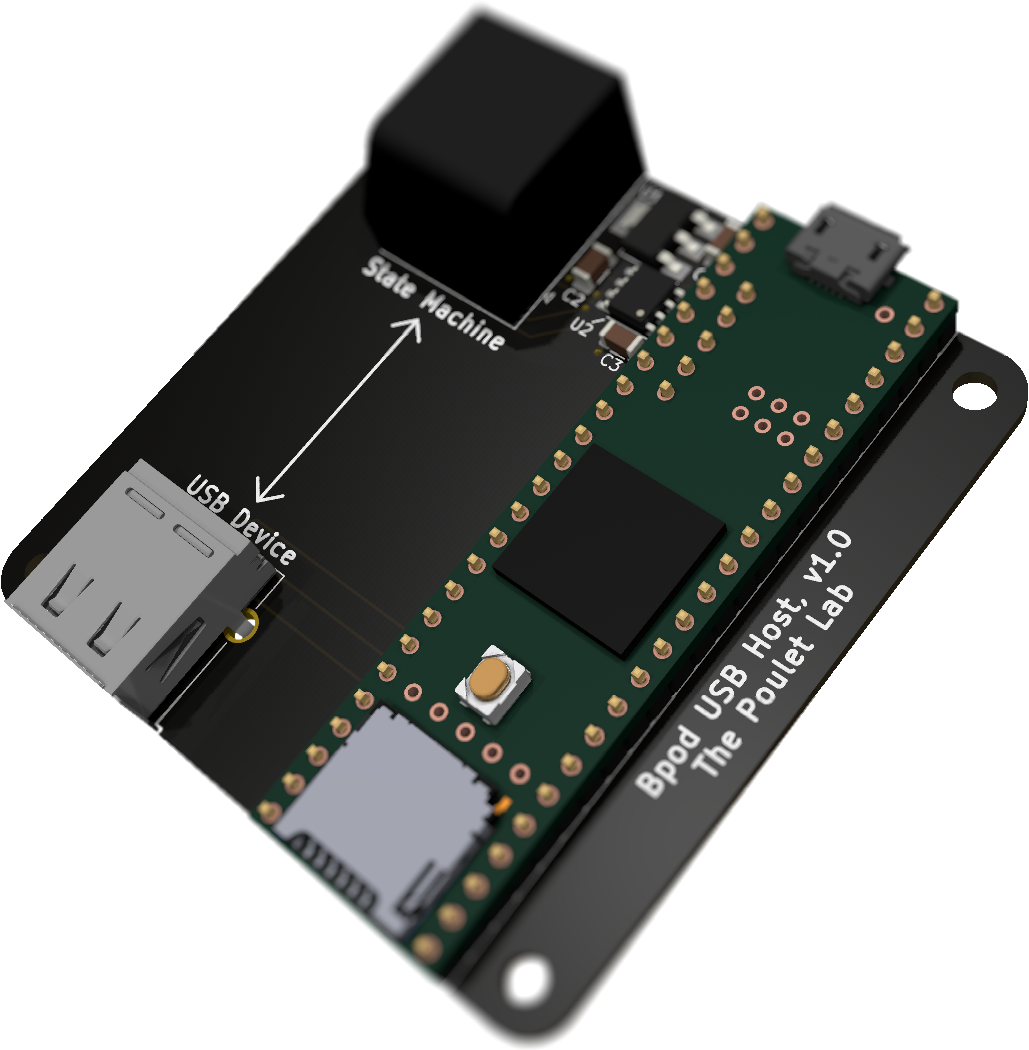 State Machine
C2
U2
C3
USB Device
Bpod USB Host, v1.0
The Poulet Lab